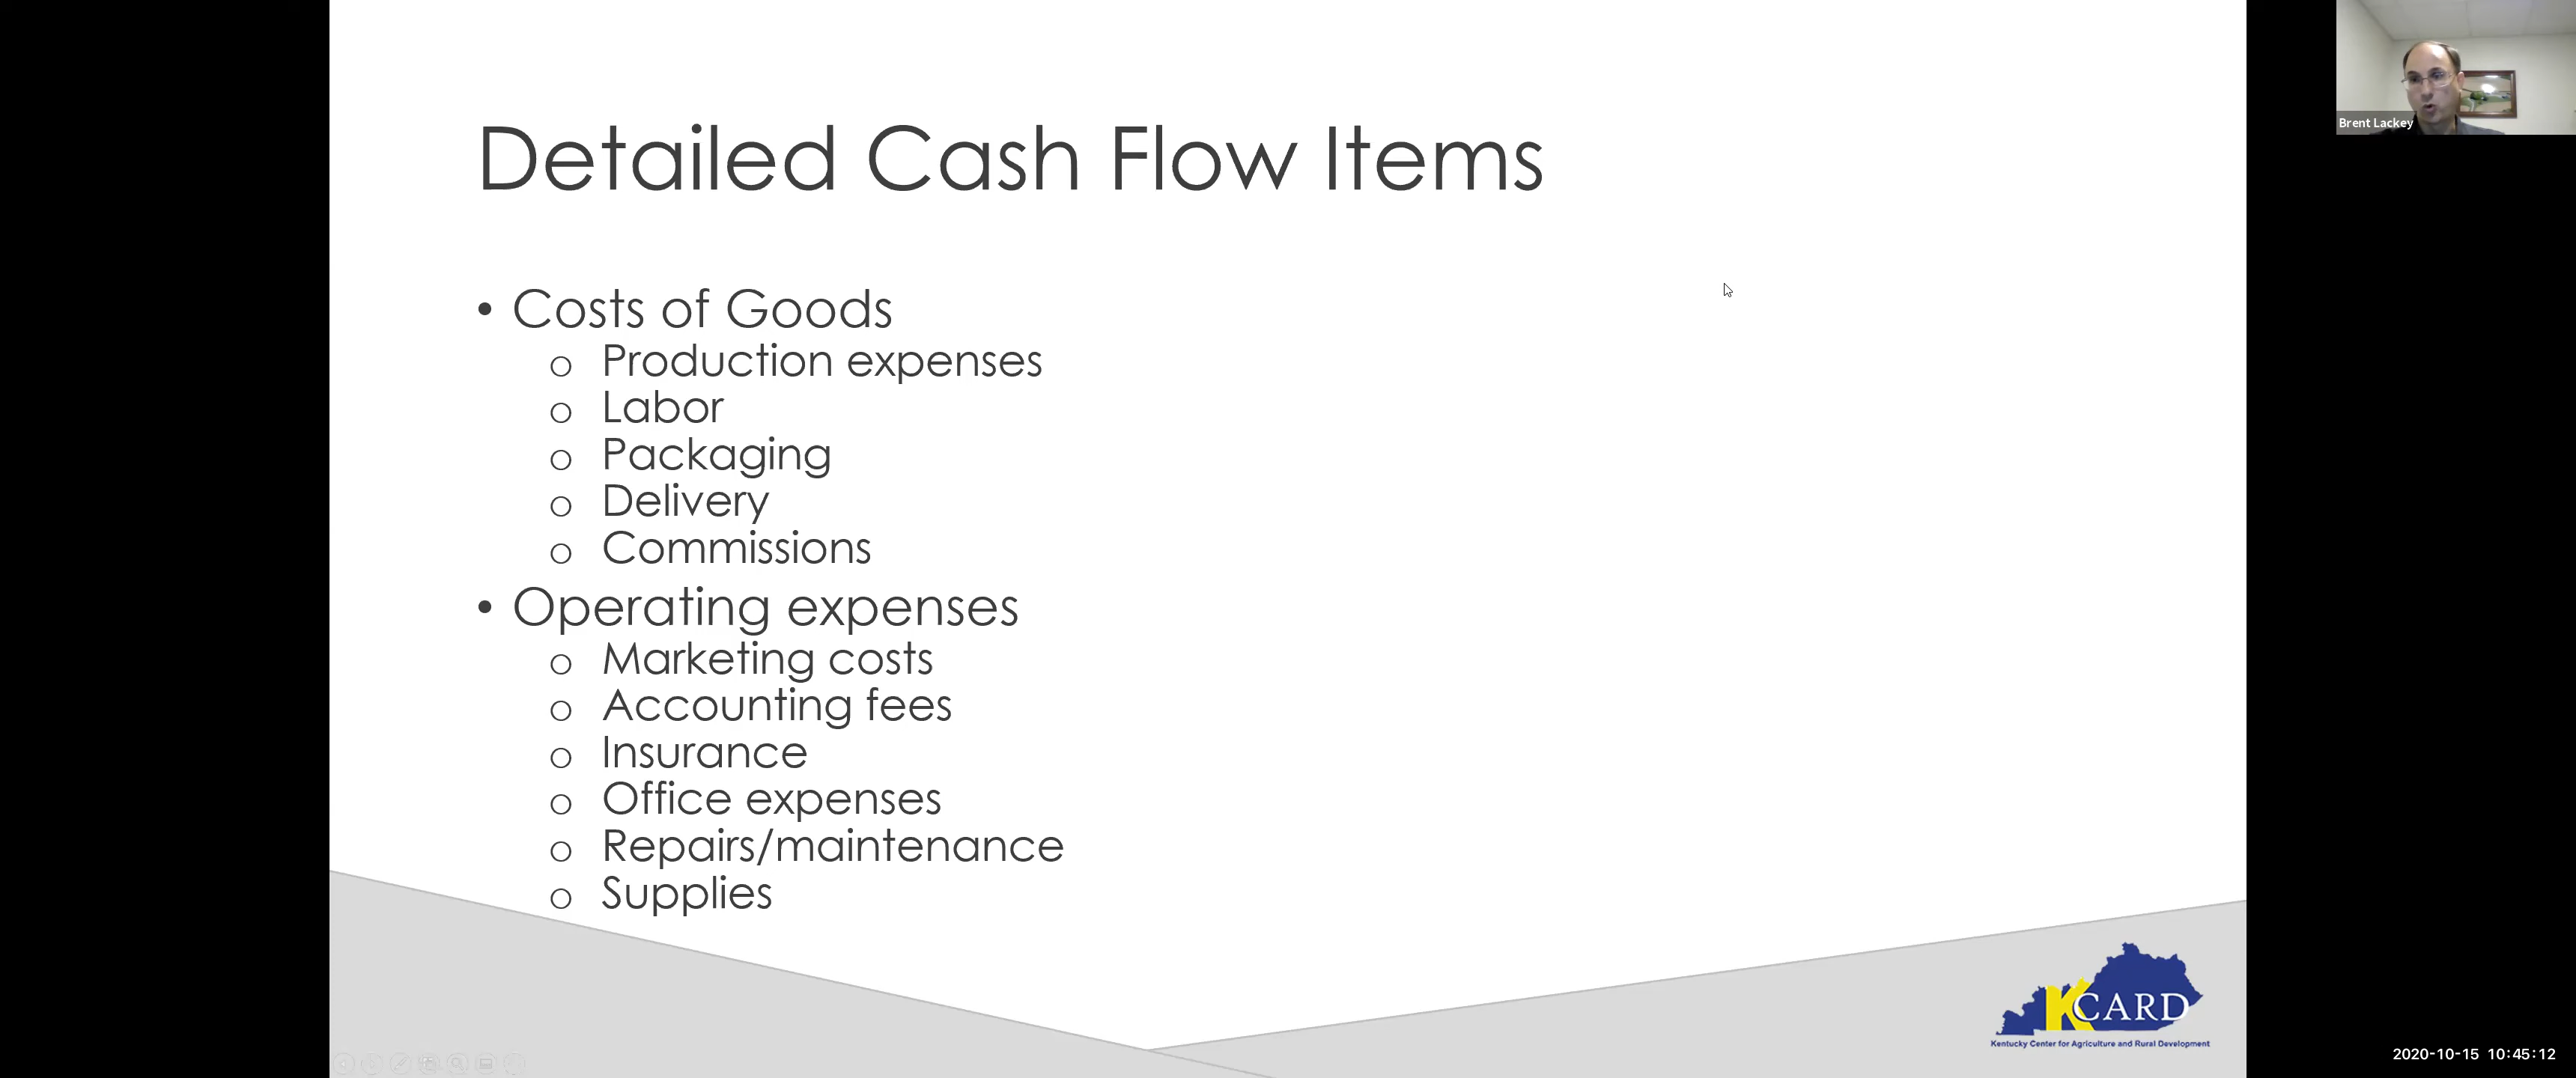 Detailed Cash Flow Items
• Costs of Goods
o Production expenses
o Labor
o Packaging
o Delivery
o Commissions
• Operating expenses
o Marketing costs
o Accounting fees
o Insurance
o Office expenses
o Repairs/maintenance
o Supplies
Brent Lackey
KCARD
Kentucky Center for Agriculture and Rural Development
2020-10-15 10:45:12